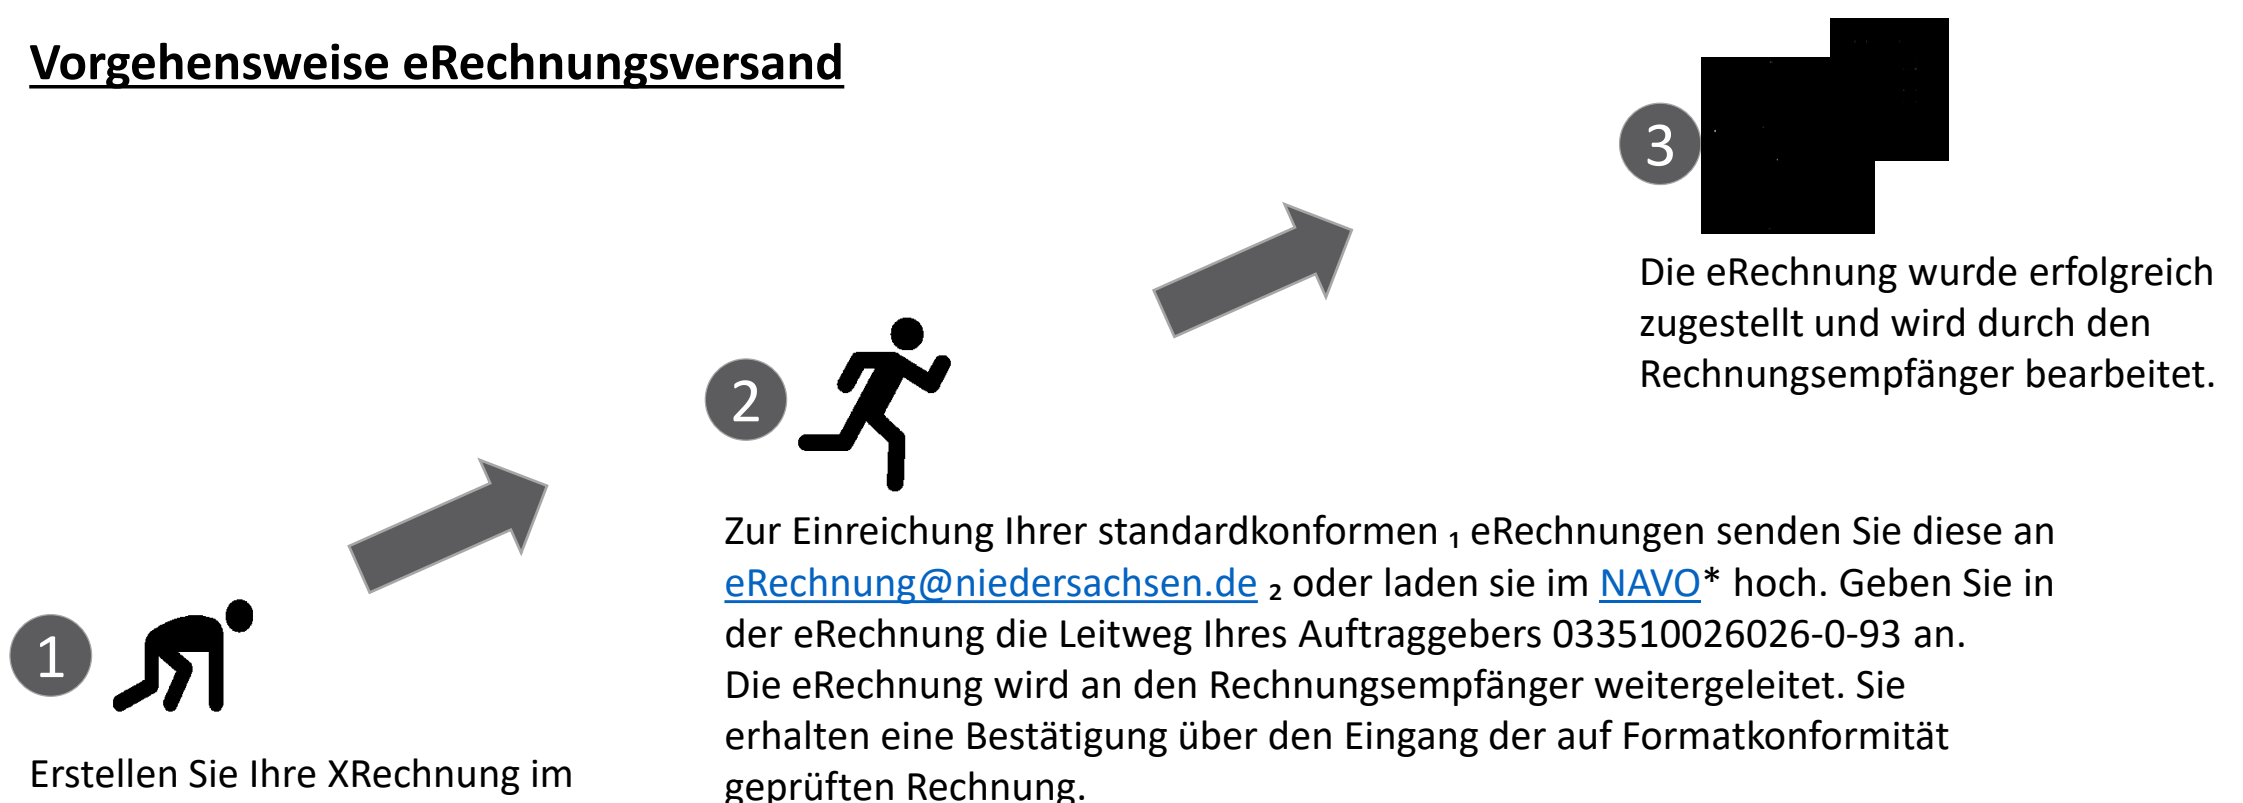 Vorgehensweise eRechnungsversand
3
Die eRechnung wurde erfolgreich
zugestellt und wird durch den
Rechnungsempfänger bearbeitet.
2
Zur Einreichung Ihrer standardkonformen ₁ eRechnungen senden Sie diese an
eRechnung@niedersachsen.de ₂ oder laden sie im NAVO* hoch. Geben Sie in
der eRechnung die Leitweg Ihres Auftraggebers 033510026026-0-93 an.
Die eRechnung wird an den Rechnungsempfänger weitergeleitet. Sie
erhalten eine Bestätigung über den Eingang der auf Formatkonformität
geprüften Rechnung.
1
Erstellen Sie Ihre XRechnung im